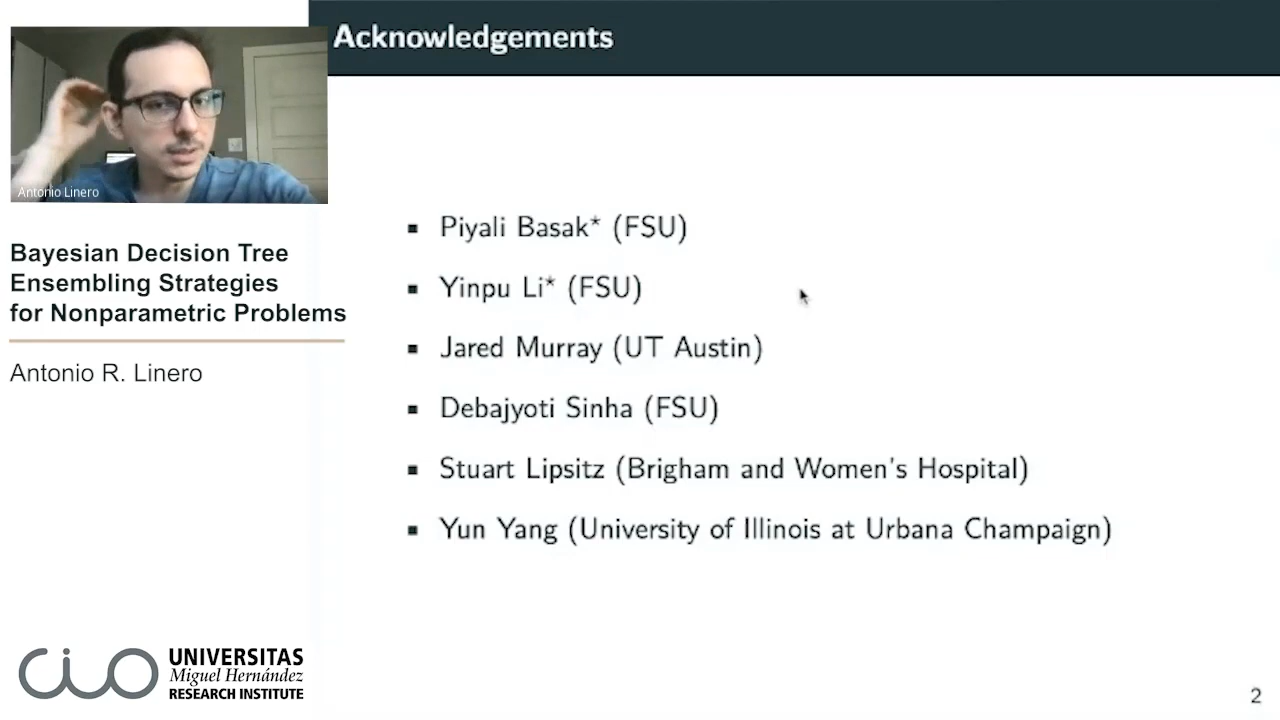 Acknowledgements
Antonio Linero
Bayesian Decision Tree
Ensembling Strategies
for Nonparametric Problems
Antonio R. Linero
▪ Piyali Basak* (FSU)
▪ Yinpu Li* (FSU)
▪ Jared Murray (UT Austin)
▪ Debajyoti Sinha (FSU)
▪ Stuart Lipsitz (Brigham and Women's Hospital)
▪ Yun Yang (University of Illinois at Urbana Champaign)
cio
UNIVERSITAS
Miguel Hernández
RESEARCH INSTITUTE
2